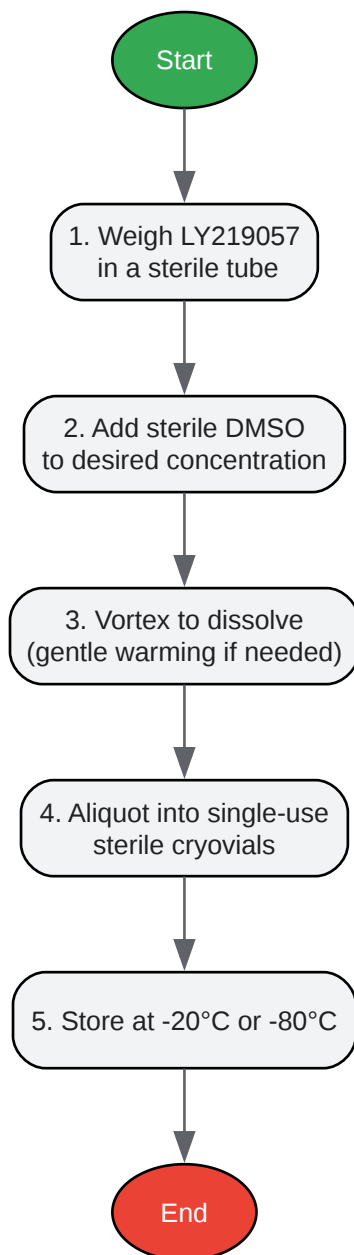 Start
1. Weigh LY219057
in a sterile tube
2. Add sterile DMSO
to desired concentration
3. Vortex to dissolve
(gentle warming if needed)
4. Aliquot into single-use
sterile cryovials
5. Store at -20°C or -80°C
End